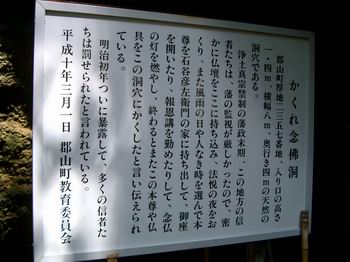 かくれ念佛洞
郡山町厚地二三五七番地、入り口の高さ
一・四m、横幅八m、奥行き四mの天然の
洞穴である。
浄土真宗禁制の藩政末期、この地方の信
者たちは、藩の監視が厳しかったので、密
かに仏壇をここに持ち込み、法悦の夜をお
くり、また風雨の日や人なき時を選んで本
尊を石谷彦左衛門の家に持ち出して、御座
を開いたり、報恩講を勤めたりして、念仏
の灯を燃やし、終わるとまたこの本尊や仏
具をこの洞穴にかくしたと言い伝えられ
ている。
明治初年ついに暴露して、多くの信者た
ちは罰せられたと言われている。
平成十年三月一日 郡山町教育委員会